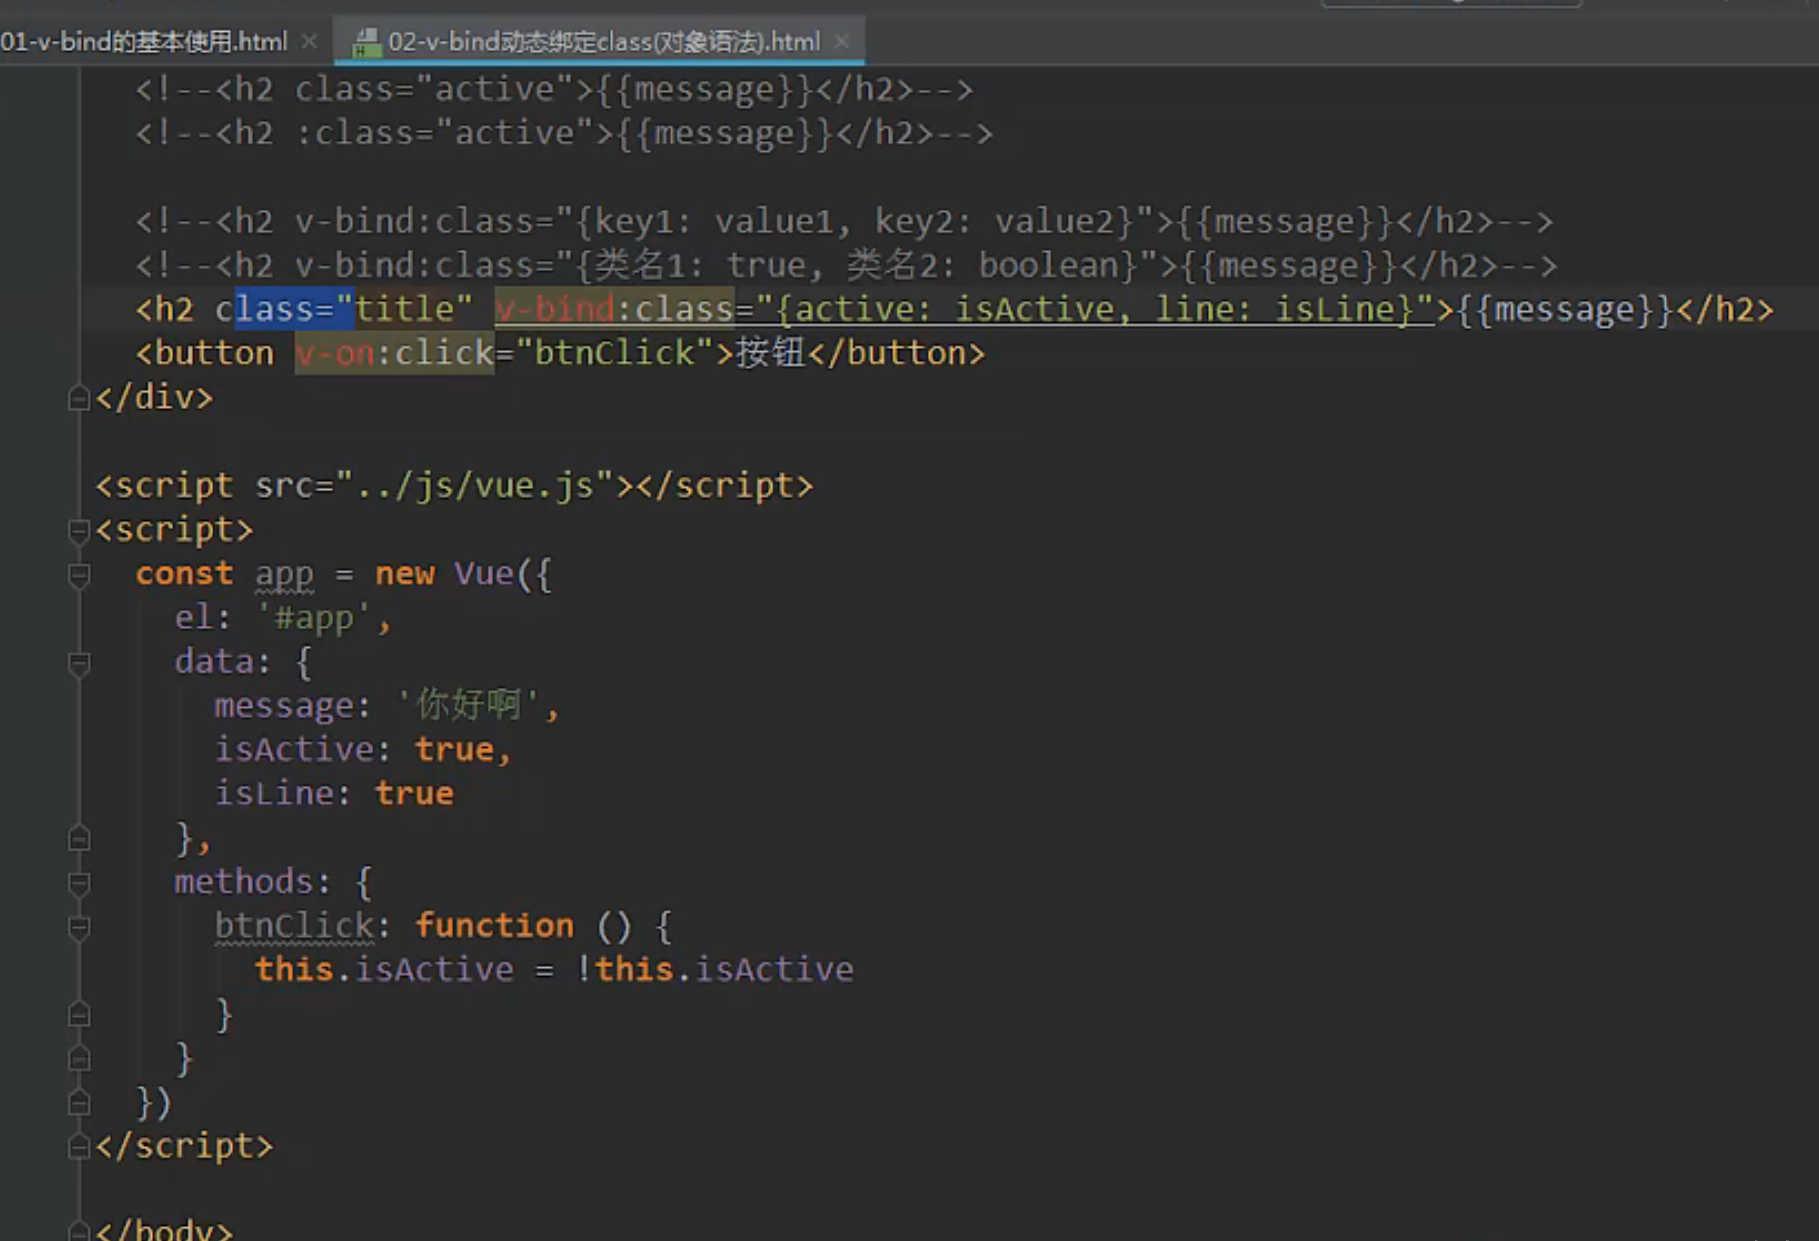 01-v-bind的基本使用.html
02-v-bind动态绑定class(对象语法).html
<!--<h2 class="active">{{message}}</h2>-->
<!--<h2 :class="active">{{message}}</h2>-->
<!--<h2 v-bind:class="{key1: value1, key2: value2}">{{message}}</h2>-->
<!--<h2 v-bind:class="{类名1: true, 类名2: boolean}">{{message}}</h2>-->
<h2 class="title" v-bind:class="{active: isActive, line: isLine}">{{message}}</h2>
<button v-on:click="btnClick">按钮</button>
</div>
<script src="../js/vue.js"></script>
<script>
const app = new Vue({
el: '#app',
data: {
message: '你好啊',
isActive: true,
isLine: true
},
methods: {
btnClick: function () {
this.isActive = !this.isActive
}
}
})
</script>
</body>